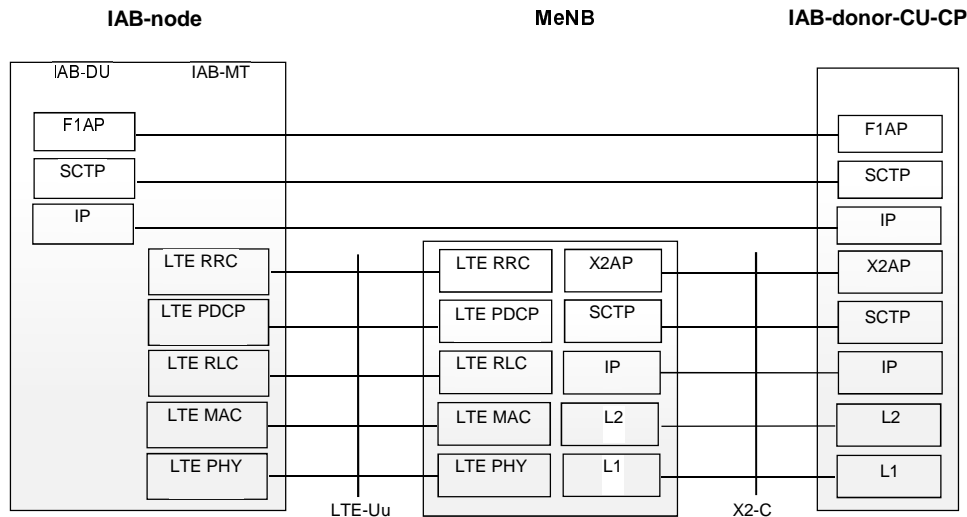 IAB-node MeNB IAB-donor-CU-CP
IAB-DU IAB-MT
F1AP F1AP
SCTP SCTP
IP IP
LTE RRC LTE RRC X2AP X2AP
LTE PDCP LTE PDCP SCTP SCTP
LTE RLC LTE RLC IP IP
LTE MAC LTE MAC L2 L2
LTE PHY LTE PHY L1 L1
LTE-Uu X2-C